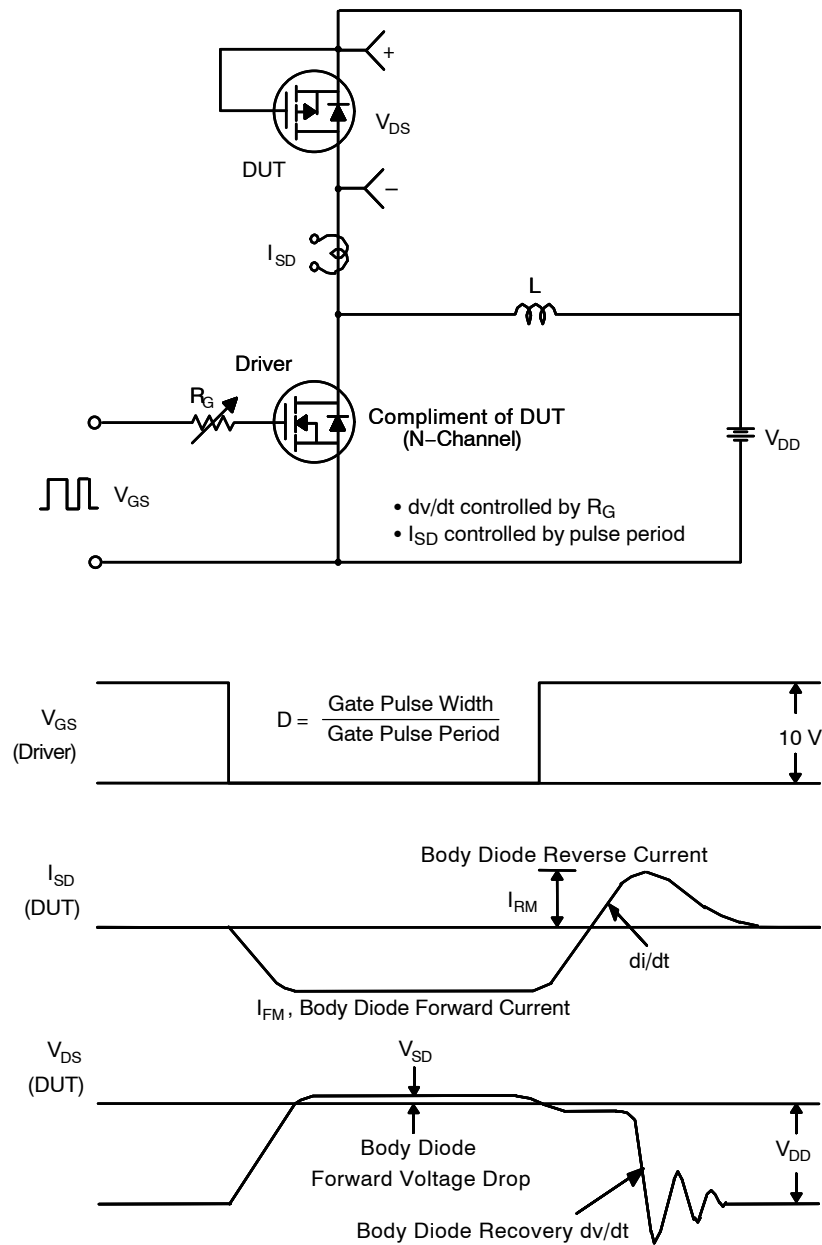 +
V_DS
DUT
−
I_SD
L
Driver
R_G
Compliment of DUT
(N−Channel)
V_DD
V_GS
• dv/dt controlled by R_G
• I_SD controlled by pulse period
V_GS
(Driver)
D = Gate Pulse Width
Gate Pulse Period
10 V
I_SD
(DUT)
Body Diode Reverse Current
I_RM
di/dt
I_FM , Body Diode Forward Current
V_DS
(DUT)
V_SD
Body Diode
Forward Voltage Drop
V_DD
Body Diode Recovery dv/dt